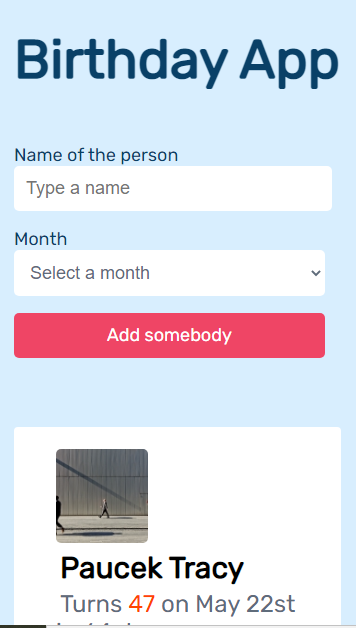 Birthday App
Name of the person
Type a name
Month
Select a month
Add somebody
Paucek Tracy
Turns 47 on May 22st